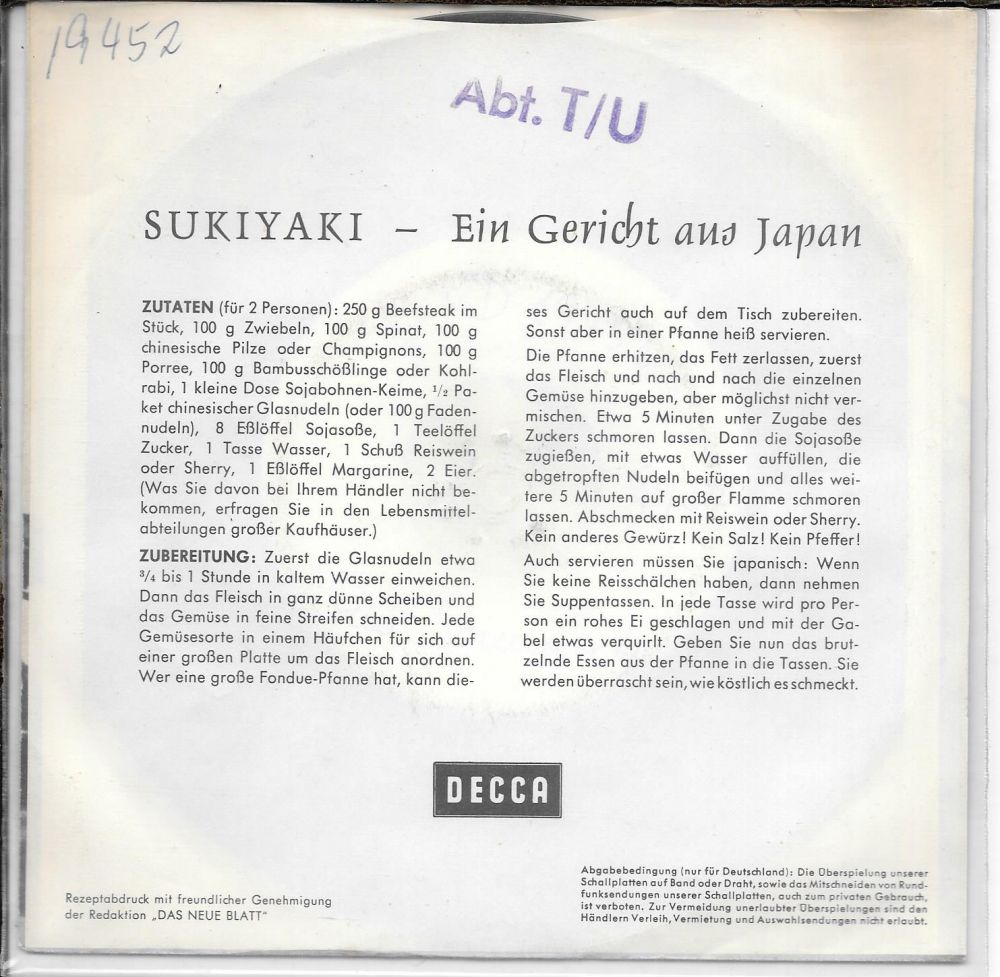 19452
Abt. T/U
SUKIYAKI – Ein Gericht aus Japan
ZUTATEN (für 2 Personen): 250 g Beefsteak im
Stück, 100 g Zwiebeln, 100 g Spinat, 100 g
chinesische Pilze oder Champignons, 100 g
Porree, 100 g Bambusschößlinge oder Kohl-
rabi, 1 kleine Dose Sojabohnen-Keime, 1/2 Pa-
ket chinesischer Glasnudeln (oder 100 g Faden-
nudeln), 8 Eßlöffel Sojasoße, 1 Teelöffel
Zucker, 1 Tasse Wasser, 1 Schuß Reiswein
oder Sherry, 1 Eßlöffel Margarine, 2 Eier.
(Was Sie davon bei Ihrem Händler nicht be-
kommen, erfragen Sie in den Lebensmittel-
abteilungen großer Kaufhäuser.)
ZUBEREITUNG: Zuerst die Glasnudeln etwa
3/4 bis 1 Stunde in kaltem Wasser einweichen.
Dann das Fleisch in ganz dünne Scheiben und
das Gemüse in feine Streifen schneiden. Jede
Gemüsesorte in einem Häufchen für sich auf
einer großen Platte um das Fleisch anordnen.
Wer eine große Fondue-Pfanne hat, kann die-
ses Gericht auch auf dem Tisch zubereiten.
Sonst aber in einer Pfanne heiß servieren.
Die Pfanne erhitzen, das Fett zerlassen, zuerst
das Fleisch und nach und nach die einzelnen
Gemüse hinzugeben, aber möglichst nicht ver-
mischen. Etwa 5 Minuten unter Zugabe des
Zuckers schmoren lassen. Dann die Sojasoße
zugießen, mit etwas Wasser auffüllen, die
abgetropften Nudeln beifügen und alles wei-
tere 5 Minuten auf großer Flamme schmoren
lassen. Abschmecken mit Reiswein oder Sherry.
Kein anderes Gewürz! Kein Salz! Kein Pfeffer!
Auch servieren müssen Sie japanisch: Wenn
Sie keine Reisschälchen haben, dann nehmen
Sie Suppentassen. In jede Tasse wird pro Per-
son ein rohes Ei geschlagen und mit der Ga-
bel etwas verquirlt. Geben Sie nun das brut-
zelnde Essen aus der Pfanne in die Tassen. Sie
werden überrascht sein, wie köstlich es schmeckt.
DECCA
Rezeptabdruck mit freundlicher Genehmigung
der Redaktion „DAS NEUE BLATT"
Abgabebedingung (nur für Deutschland): Die Überspielung unserer
Schallplatten auf Band oder Draht, sowie das Mitschneiden von Rund-
funksendungen unserer Schallplatten, auch zum privaten Gebrauch,
ist verboten. Zur Vermeidung unerlaubter Überspielungen sind den
Händlern Verleih, Vermietung und Auswahlsendungen nicht erlaubt.